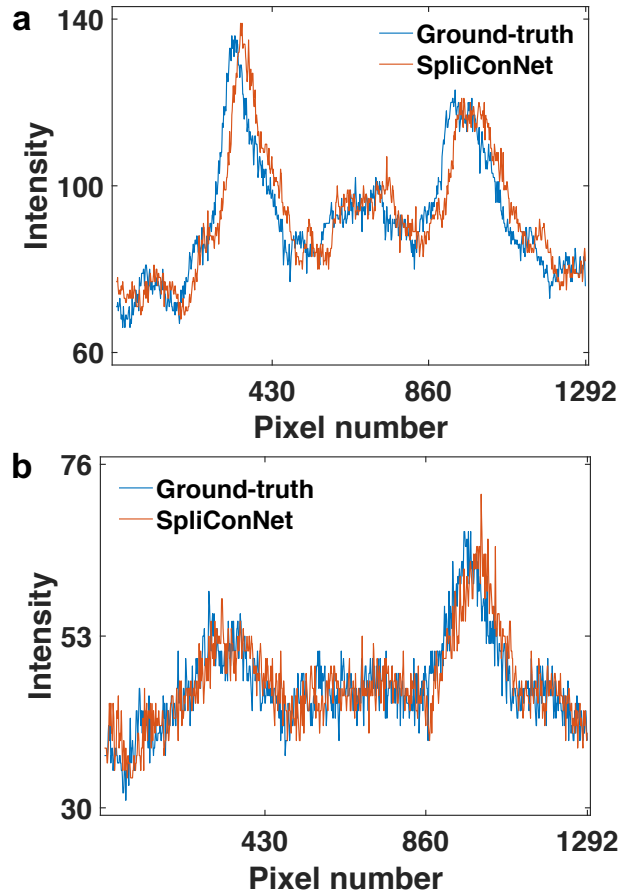 a
140
Ground-truth
SpliConNet
100
Intensity
60
430 860 1292
Pixel number
b
76
Ground-truth
SpliConNet
53
Intensity
30
430 860 1292
Pixel number